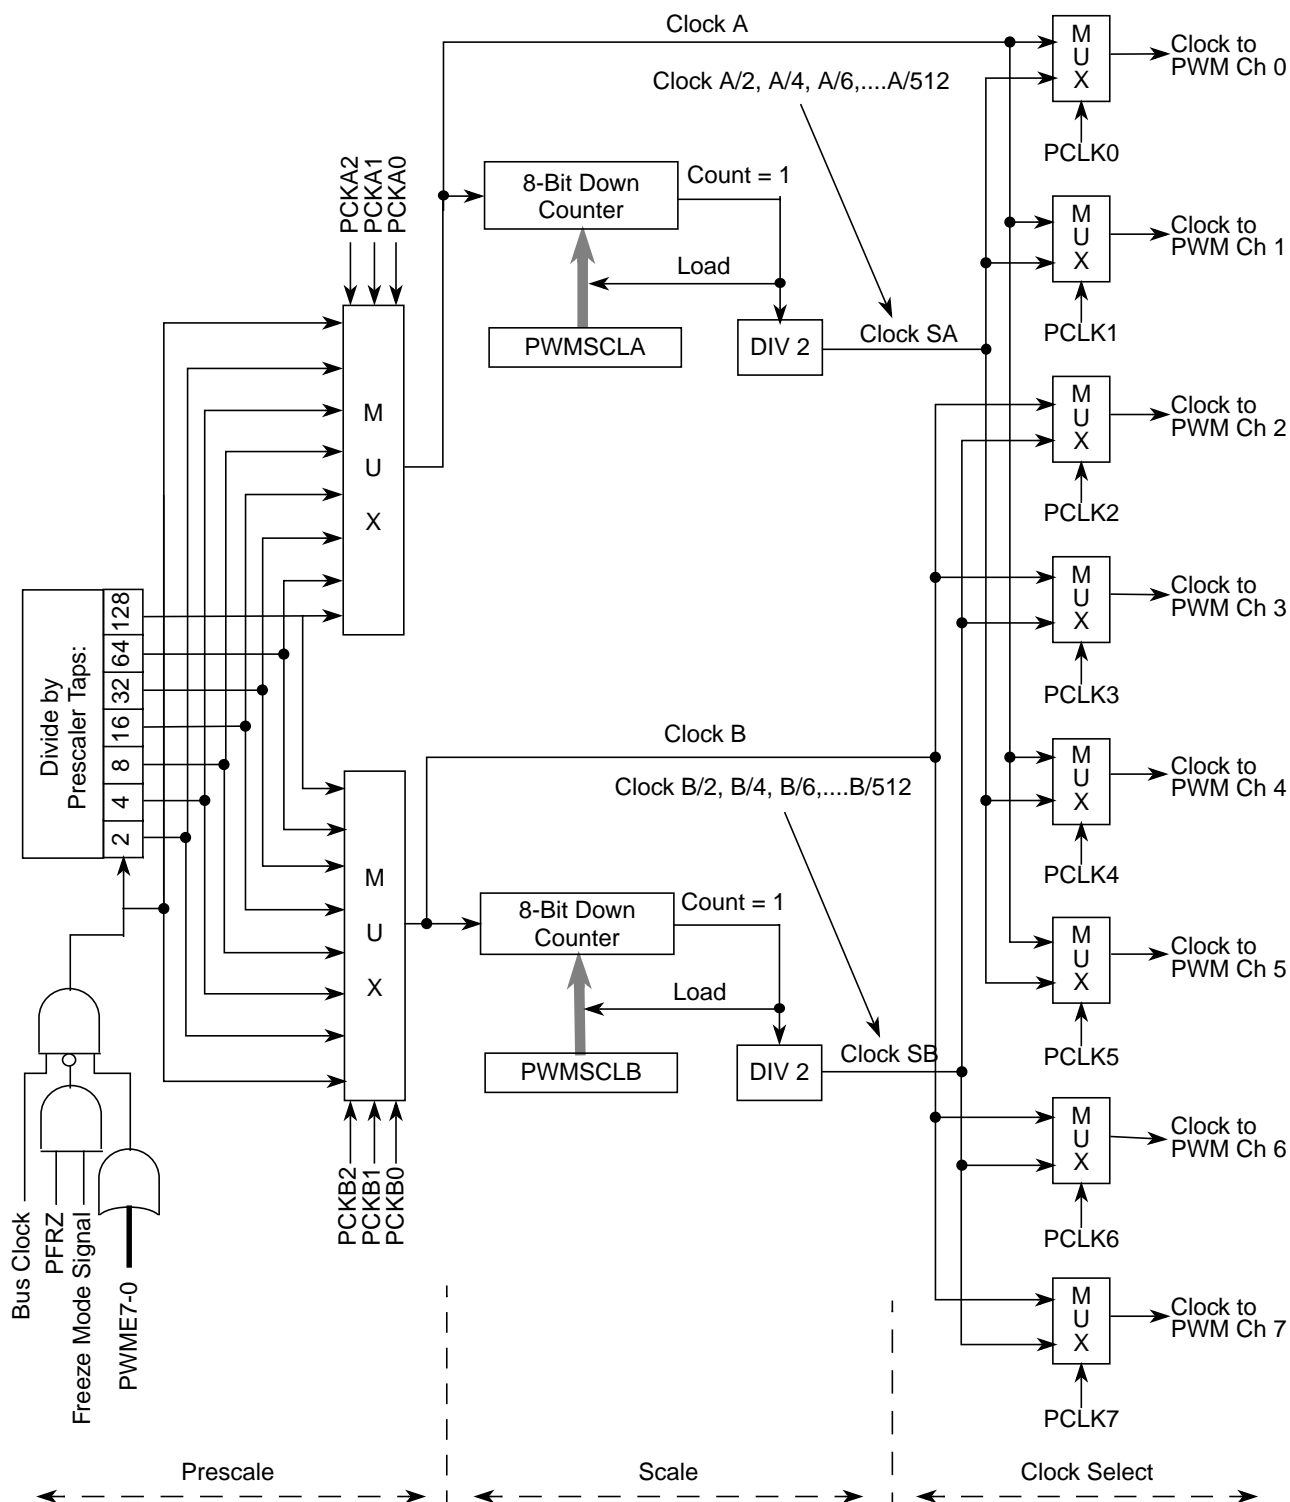 Clock A
Clock A/2, A/4, A/6,....A/512
PCKA2
PCKA1
PCKA0
8-Bit Down
Counter
Count = 1
Load
PWMSCLA
DIV 2
Clock SA
M
U
X
Divide by
Prescaler Taps:
128
64
32
16
8
4
2
Clock B
Clock B/2, B/4, B/6,....B/512
M
U
X
8-Bit Down
Counter
Count = 1
Load
PWMSCLB
DIV 2
Clock SB
PCKB2
PCKB1
PCKB0
Bus Clock
PFRZ
Freeze Mode Signal
PWME7-0
M
U
X
Clock to
PWM Ch 0
PCLK0
M
U
X
Clock to
PWM Ch 1
PCLK1
M
U
X
Clock to
PWM Ch 2
PCLK2
M
U
X
Clock to
PWM Ch 3
PCLK3
M
U
X
Clock to
PWM Ch 4
PCLK4
M
U
X
Clock to
PWM Ch 5
PCLK5
M
U
X
Clock to
PWM Ch 6
PCLK6
M
U
X
Clock to
PWM Ch 7
PCLK7
Prescale
Scale
Clock Select